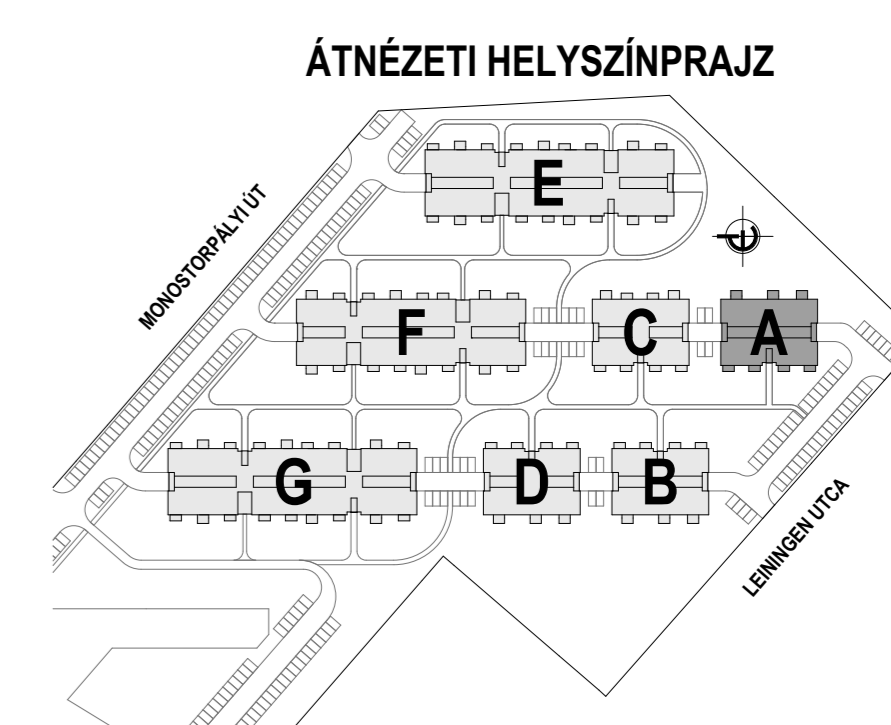 ÁTNÉZETI HELYSZÍNPRAJZ
E
MONOSTORPÁLYI ÚT
F
C
A
G
D
B
LEININGEN UTCA